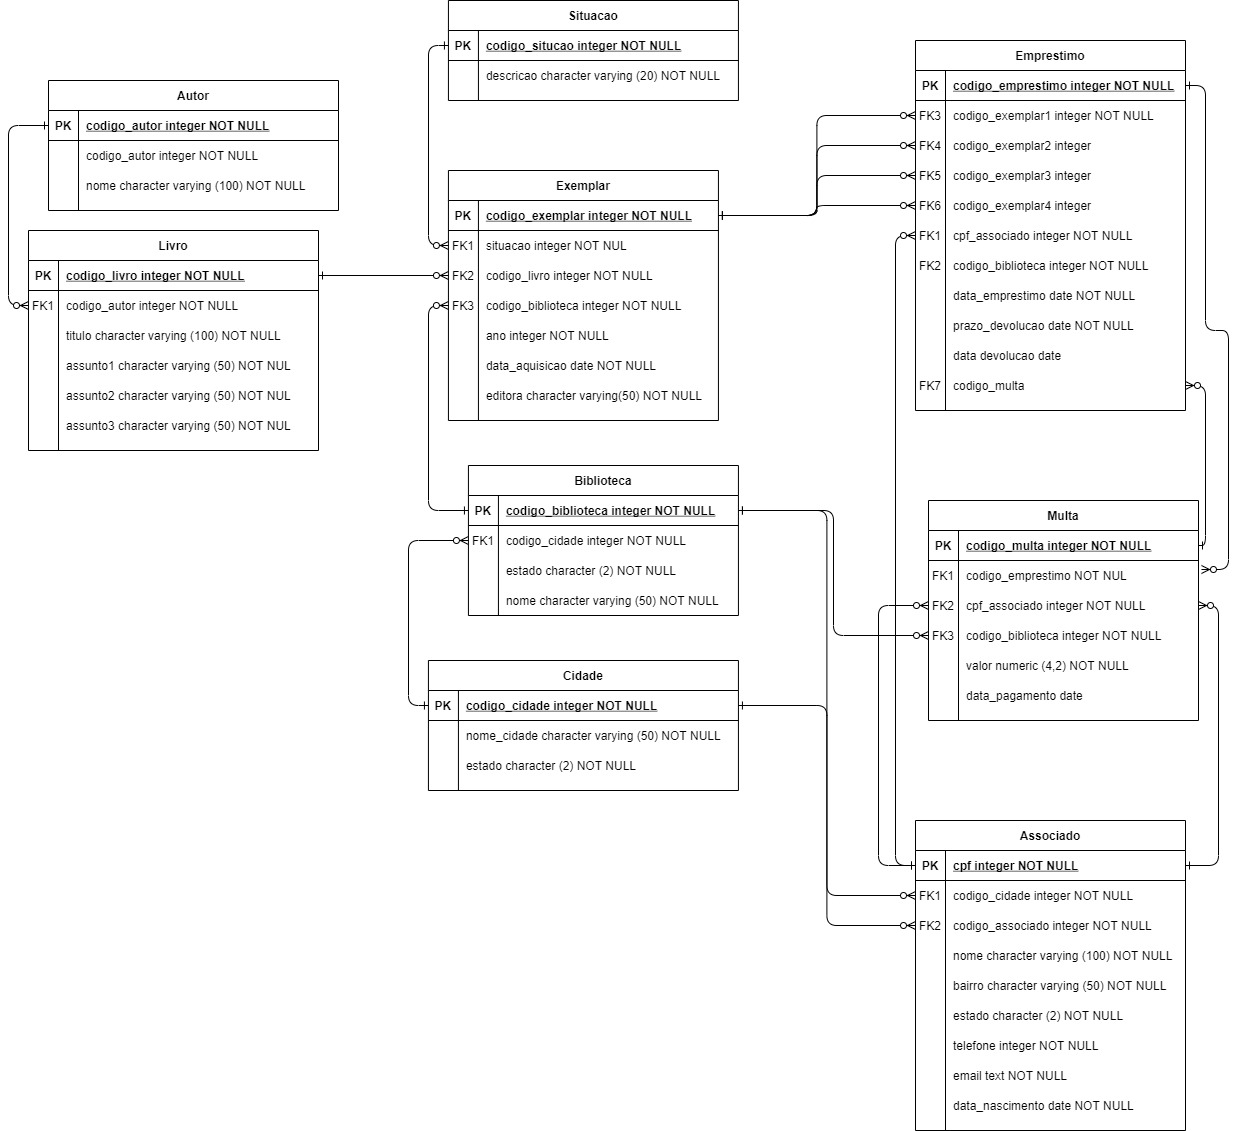 Situacao
PK codigo_situcao integer NOT NULL
descricao character varying (20) NOT NULL
Autor
PK codigo_autor integer NOT NULL
codigo_autor integer NOT NULL
nome character varying (100) NOT NULL
Livro
PK codigo_livro integer NOT NULL
FK1 codigo_autor integer NOT NULL
titulo character varying (100) NOT NULL
assunto1 character varying (50) NOT NUL
assunto2 character varying (50) NOT NUL
assunto3 character varying (50) NOT NUL
Exemplar
PK codigo_exemplar integer NOT NULL
FK1 situacao integer NOT NUL
FK2 codigo_livro integer NOT NULL
FK3 codigo_biblioteca integer NOT NULL
ano integer NOT NULL
data_aquisicao date NOT NULL
editora character varying(50) NOT NULL
Biblioteca
PK codigo_biblioteca integer NOT NULL
FK1 codigo_cidade integer NOT NULL
estado character (2) NOT NULL
nome character varying (50) NOT NULL
Cidade
PK codigo_cidade integer NOT NULL
nome_cidade character varying (50) NOT NULL
estado character (2) NOT NULL
Emprestimo
PK codigo_emprestimo integer NOT NULL
FK3 codigo_exemplar1 integer NOT NULL
FK4 codigo_exemplar2 integer
FK5 codigo_exemplar3 integer
FK6 codigo_exemplar4 integer
FK1 cpf_associado integer NOT NULL
FK2 codigo_biblioteca integer NOT NULL
data_emprestimo date NOT NULL
prazo_devolucao date NOT NULL
data devolucao date
FK7 codigo_multa
Multa
PK codigo_multa integer NOT NULL
FK1 codigo_emprestimo NOT NUL
FK2 cpf_associado integer NOT NULL
FK3 codigo_biblioteca integer NOT NULL
valor numeric (4,2) NOT NULL
data_pagamento date
Associado
PK cpf integer NOT NULL
FK1 codigo_cidade integer NOT NULL
FK2 codigo_associado integer NOT NULL
nome character varying (100) NOT NULL
bairro character varying (50) NOT NULL
estado character (2) NOT NULL
telefone integer NOT NULL
email text NOT NULL
data_nascimento date NOT NULL